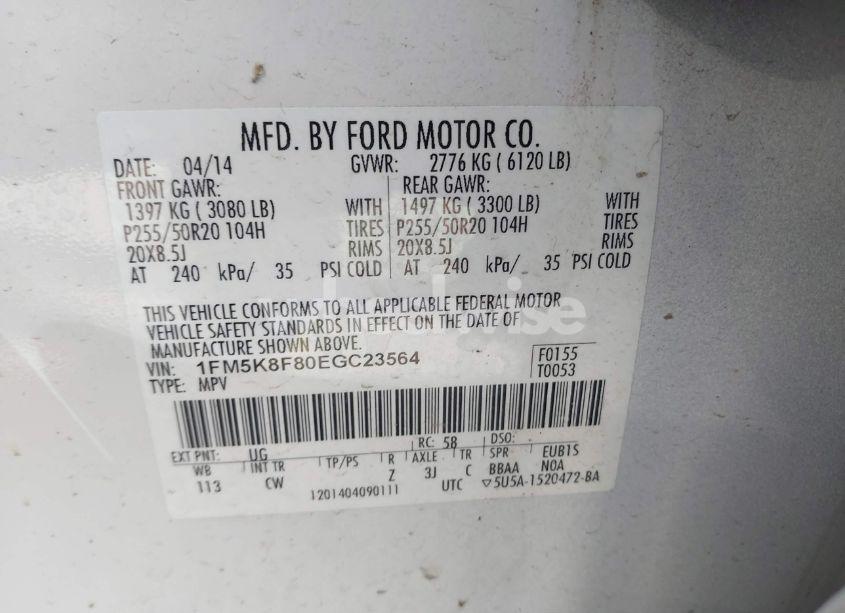 MFD. BY FORD MOTOR CO.
DATE: 04/14 GVWR: 2776 KG ( 6120 LB)
FRONT GAWR: REAR GAWR:
1397 KG ( 3080 LB) WITH 1497 KG ( 3300 LB) WITH
P255/50R20 104H TIRES P255/50R20 104H TIRES
20X8.5J RIMS 20X8.5J RIMS
AT 240 kPa/ 35 PSI COLD AT 240 kPa/ 35 PSI COLD
THIS VEHICLE CONFORMS TO ALL APPLICABLE FEDERAL MOTOR
VEHICLE SAFETY STANDARDS IN EFFECT ON THE DATE OF
MANUFACTURE SHOWN ABOVE.
VIN: 1FM5K8F80EGC23564 F0155
TYPE: MPV T0053
EXT PNT: UG RC: 58 DSO:
WB INT TR TP/PS R AXLE TR SPR EUB1S
113 CW Z 3J C BBAA N0A
1201404090111 UTC ▽5U5A-1520472-BA